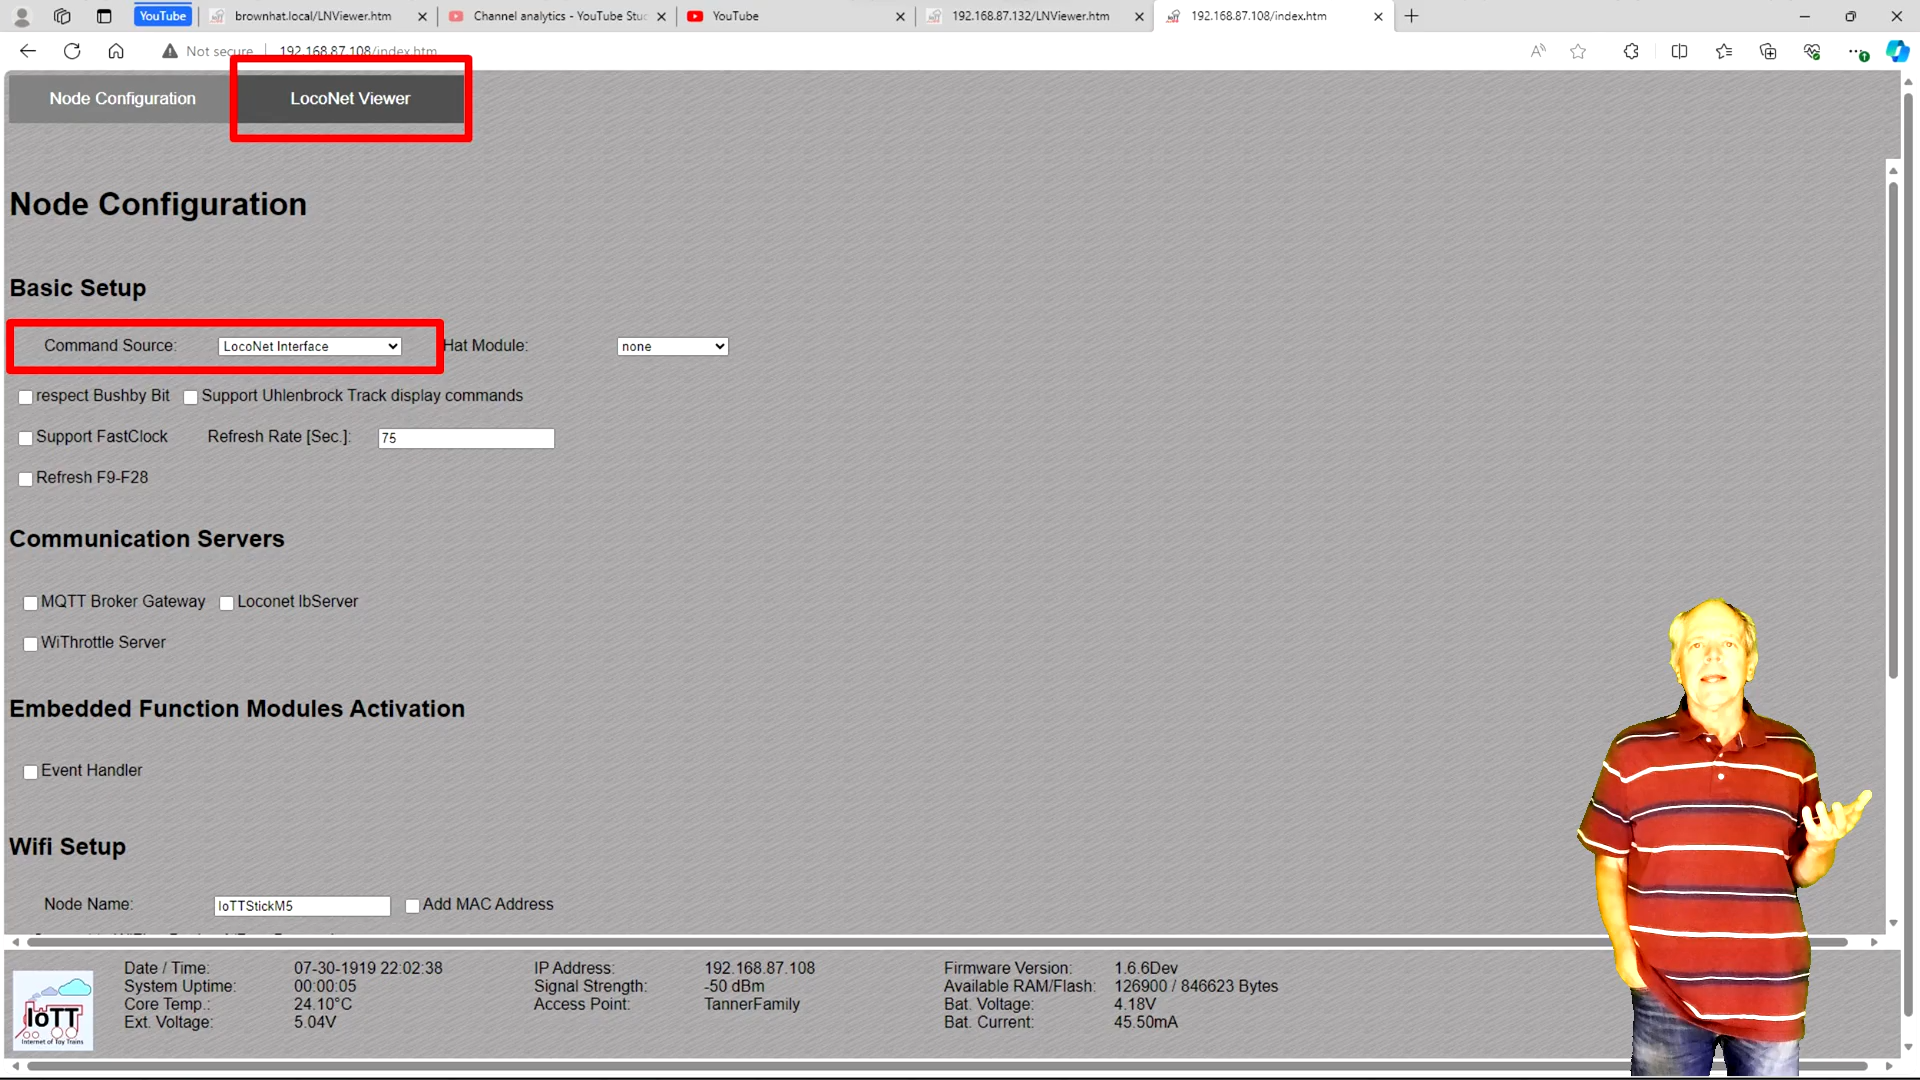 YouTube
brownhat.local/LNViewer.htm
Channel analytics - YouTube Stu
YouTube
192.168.87.132/LNViewer.htm
192.168.87.108/index.htm
Not secure
192.168.87.108/index.htm
Node Configuration
LocoNet Viewer
Node Configuration
Basic Setup
Command Source: LocoNet Interface Hat Module: none
respect Bushby Bit Support Uhlenbrock Track display commands
Support FastClock Refresh Rate [Sec.]: 75
Refresh F9-F28
Communication Servers
MQTT Broker Gateway Loconet lbServer
WiThrottle Server
Embedded Function Modules Activation
Event Handler
Wifi Setup
Node Name: IoTTStickM5 Add MAC Address
Date / Time: 07-30-1919 22:02:38 IP Address: 192.168.87.108 Firmware Version: 1.6.6Dev
System Uptime: 00:00:05 Signal Strength: -50 dBm Available RAM/Flash: 126900 / 846623 Bytes
Core Temp.: 24.10°C Access Point: TannerFamily Bat. Voltage: 4.18V
Ext. Voltage: 5.04V Bat. Current: 45.50mA
IoTT
Internet of Toy Trains